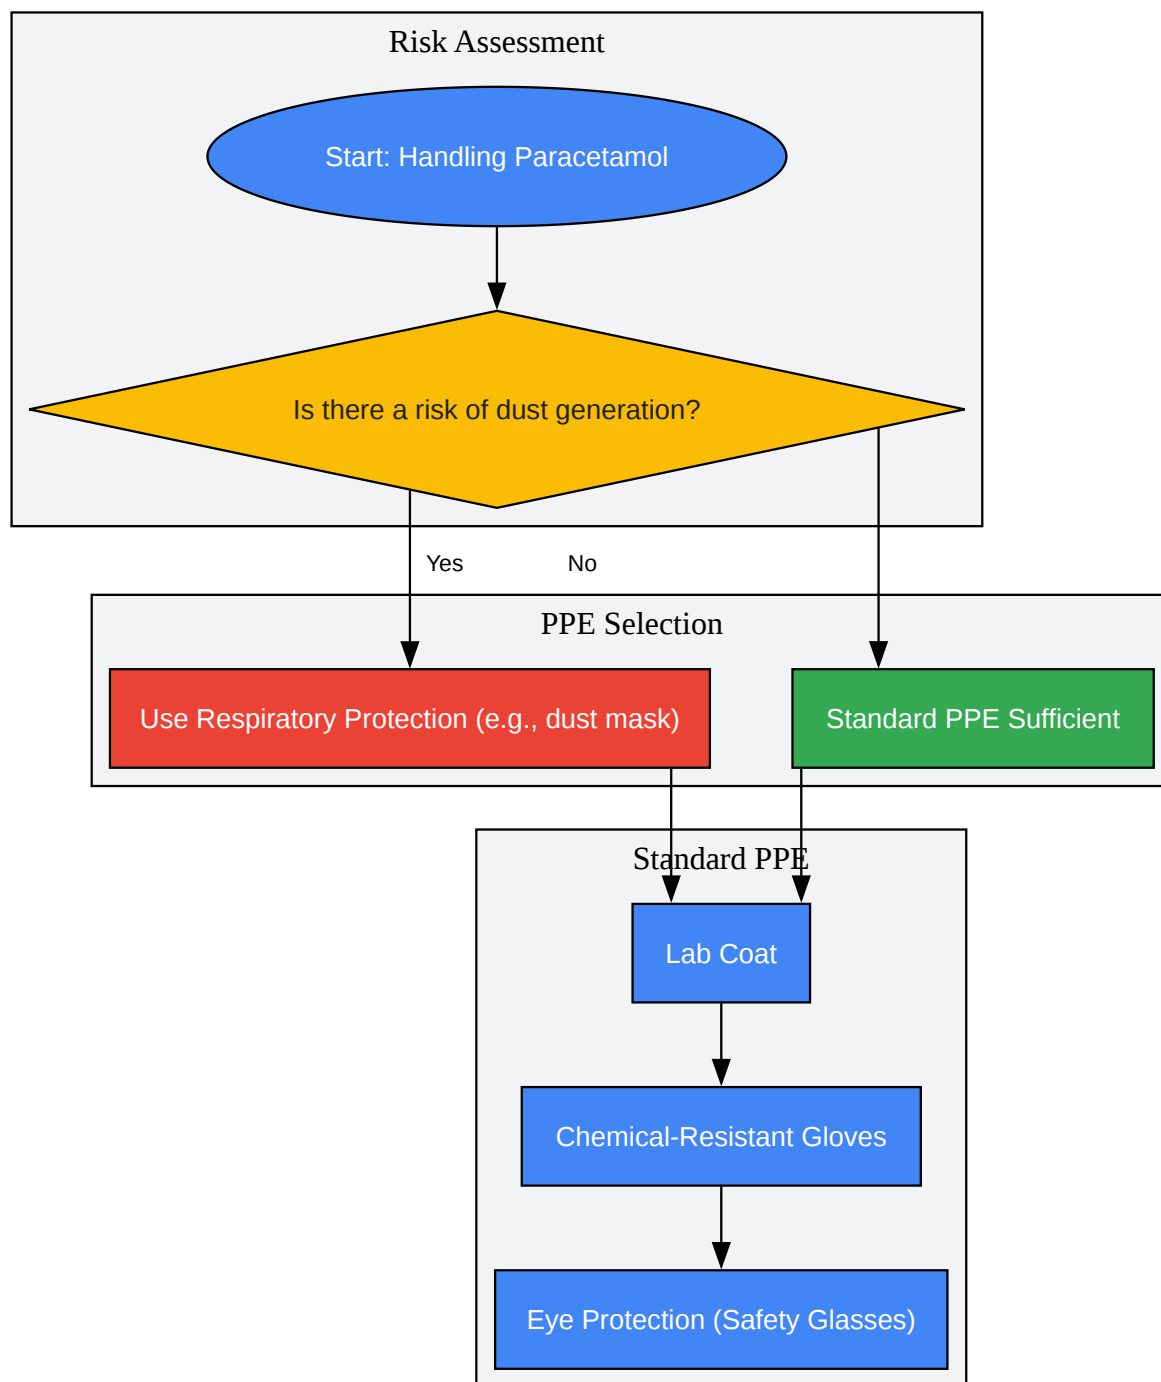 Risk Assessment
Start: Handling Paracetamol
Is there a risk of dust generation?
Yes
No
PPE Selection
Use Respiratory Protection (e.g., dust mask)
Standard PPE Sufficient
Standard PPE
Lab Coat
Chemical-Resistant Gloves
Eye Protection (Safety Glasses)